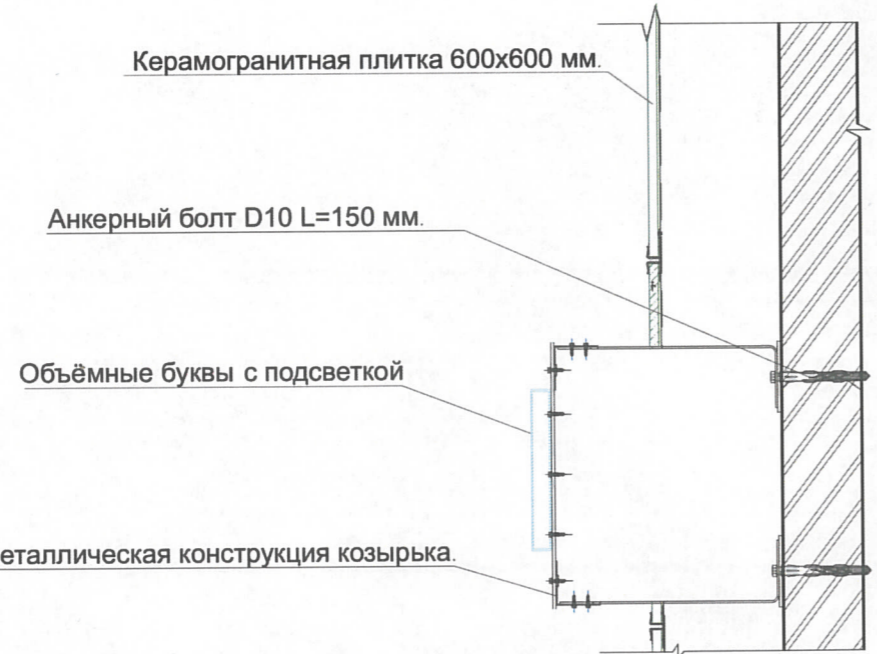 Керамогранитная плитка 600х600 мм.
Анкерный болт D10 L=150 мм.
Объёмные буквы с подсветкой
еталлическая конструкция козырька.